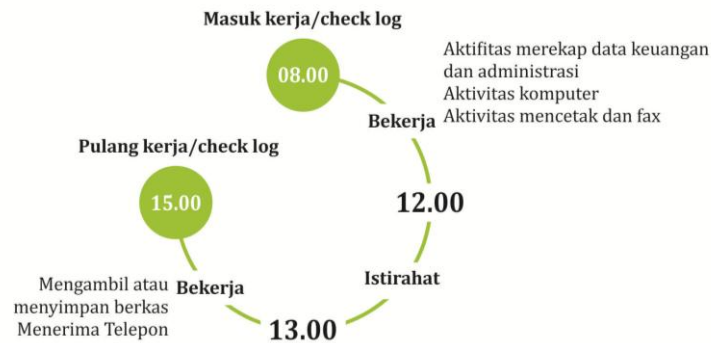 Masuk kerja/check log
08.00
Aktifitas merekap data keuangan
dan administrasi
Aktivitas komputer
Aktivitas mencetak dan fax
Bekerja
12.00
Istirahat
13.00
Bekerja
Mengambil atau
menyimpan berkas
Menerima Telepon
15.00
Pulang kerja/check log